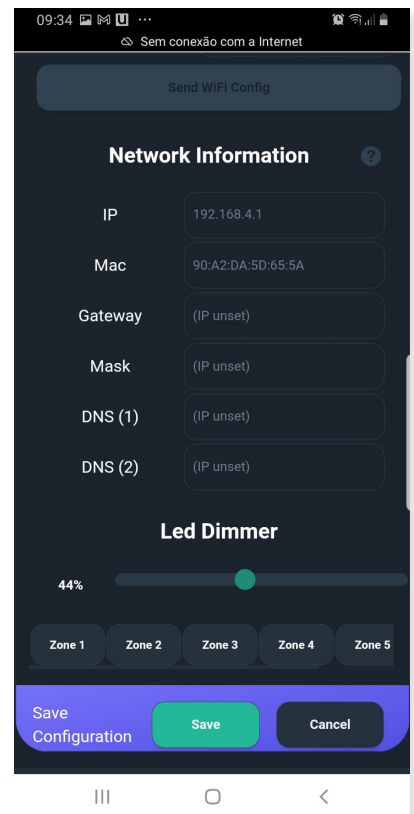 09:34
Sem conexão com a Internet
Send WiFi Config
Network Information ?
IP 192.168.4.1
Mac 90:A2:DA:5D:65:5A
Gateway (IP unset)
Mask (IP unset)
DNS (1) (IP unset)
DNS (2) (IP unset)
Led Dimmer
44%
Zone 1 Zone 2 Zone 3 Zone 4 Zone 5
Save
Configuration
Save Cancel